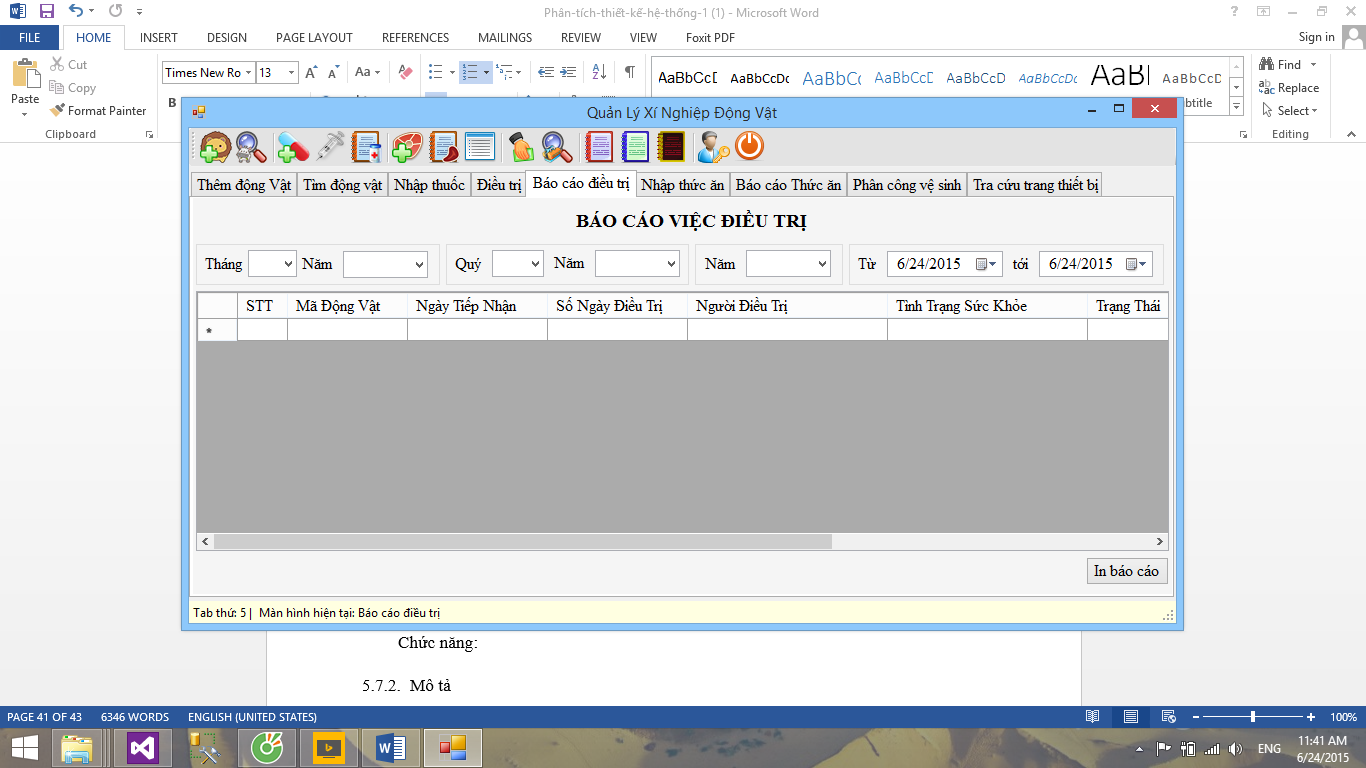 Phân-tích-thiết-kế-hệ-thống-1 (1) - Microsoft Word
FILE HOME INSERT DESIGN PAGE LAYOUT REFERENCES MAILINGS REVIEW VIEW Foxit PDF Sign in
Paste Cut Copy Format Painter
Clipboard
Times New Ro 13
Aa
B
AaBbCcD AaBbCcDc AaBbCc AaBbCcD AaBbCcD AaBbCcDc AaB AaBbCcD
btitle
Find
Replace
Select
Editing
Quản Lý Xí Nghiệp Động Vật
Thêm động Vật Tìm động vật Nhập thuốc Điều trị Báo cáo điều trị Nhập thức ăn Báo cáo Thức ăn Phân công vệ sinh Tra cứu trang thiết bị
BÁO CÁO VIỆC ĐIỀU TRỊ
Tháng Năm Quý Năm Năm Từ 6/24/2015 tới 6/24/2015
STT Mã Động Vật Ngày Tiếp Nhận Số Ngày Điều Trị Người Điều Trị Tình Trạng Sức Khỏe Trạng Thái
*
In báo cáo
Tab thứ: 5 | Màn hình hiện tại: Báo cáo điều trị
Chức năng:
5.7.2. Mô tả
PAGE 41 OF 43 6346 WORDS ENGLISH (UNITED STATES) 100%
ENG 11:41 AM
6/24/2015